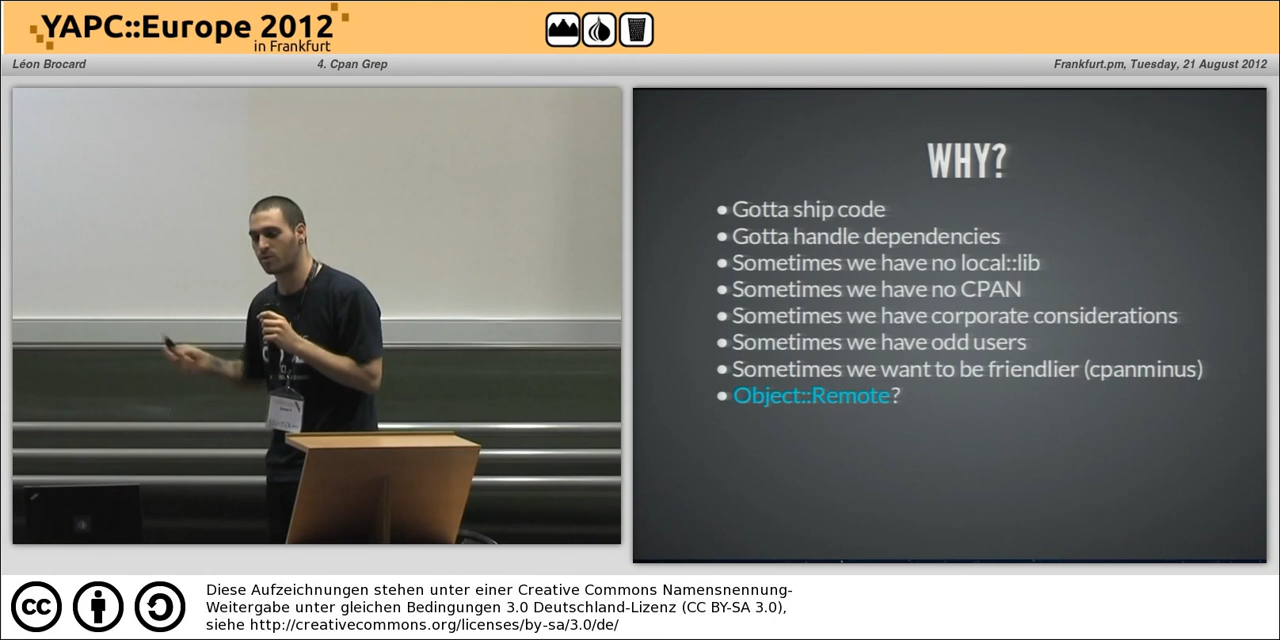 YAPC::Europe 2012
in Frankfurt
Léon Brocard
4. Cpan Grep
Frankfurt.pm, Tuesday, 21 August 2012
WHY?
• Gotta ship code
• Gotta handle dependencies
• Sometimes we have no local::lib
• Sometimes we have no CPAN
• Sometimes we have corporate considerations
• Sometimes we have odd users
• Sometimes we want to be friendlier (cpanminus)
• Object::Remote?
cc
Diese Aufzeichnungen stehen unter einer Creative Commons Namensnennung-
Weitergabe unter gleichen Bedingungen 3.0 Deutschland-Lizenz (CC BY-SA 3.0),
siehe http://creativecommons.org/licenses/by-sa/3.0/de/